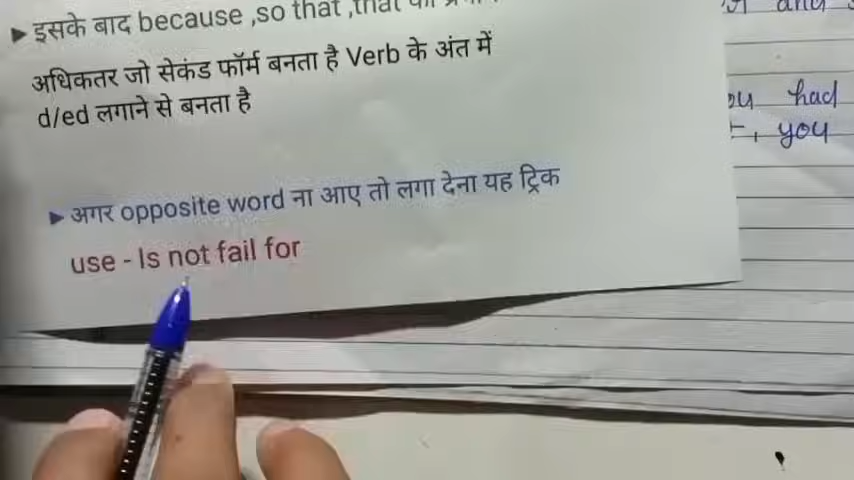 ▶ इसके बाद because ,so that ,that का
अधिकतर जो सेकंड फॉर्म बनता है Verb के अंत में
d/ed लगाने से बनता है
▶ अगर opposite word ना आए तो लगा देना यह ट्रिक
use - Is not fail for
and
had
, you